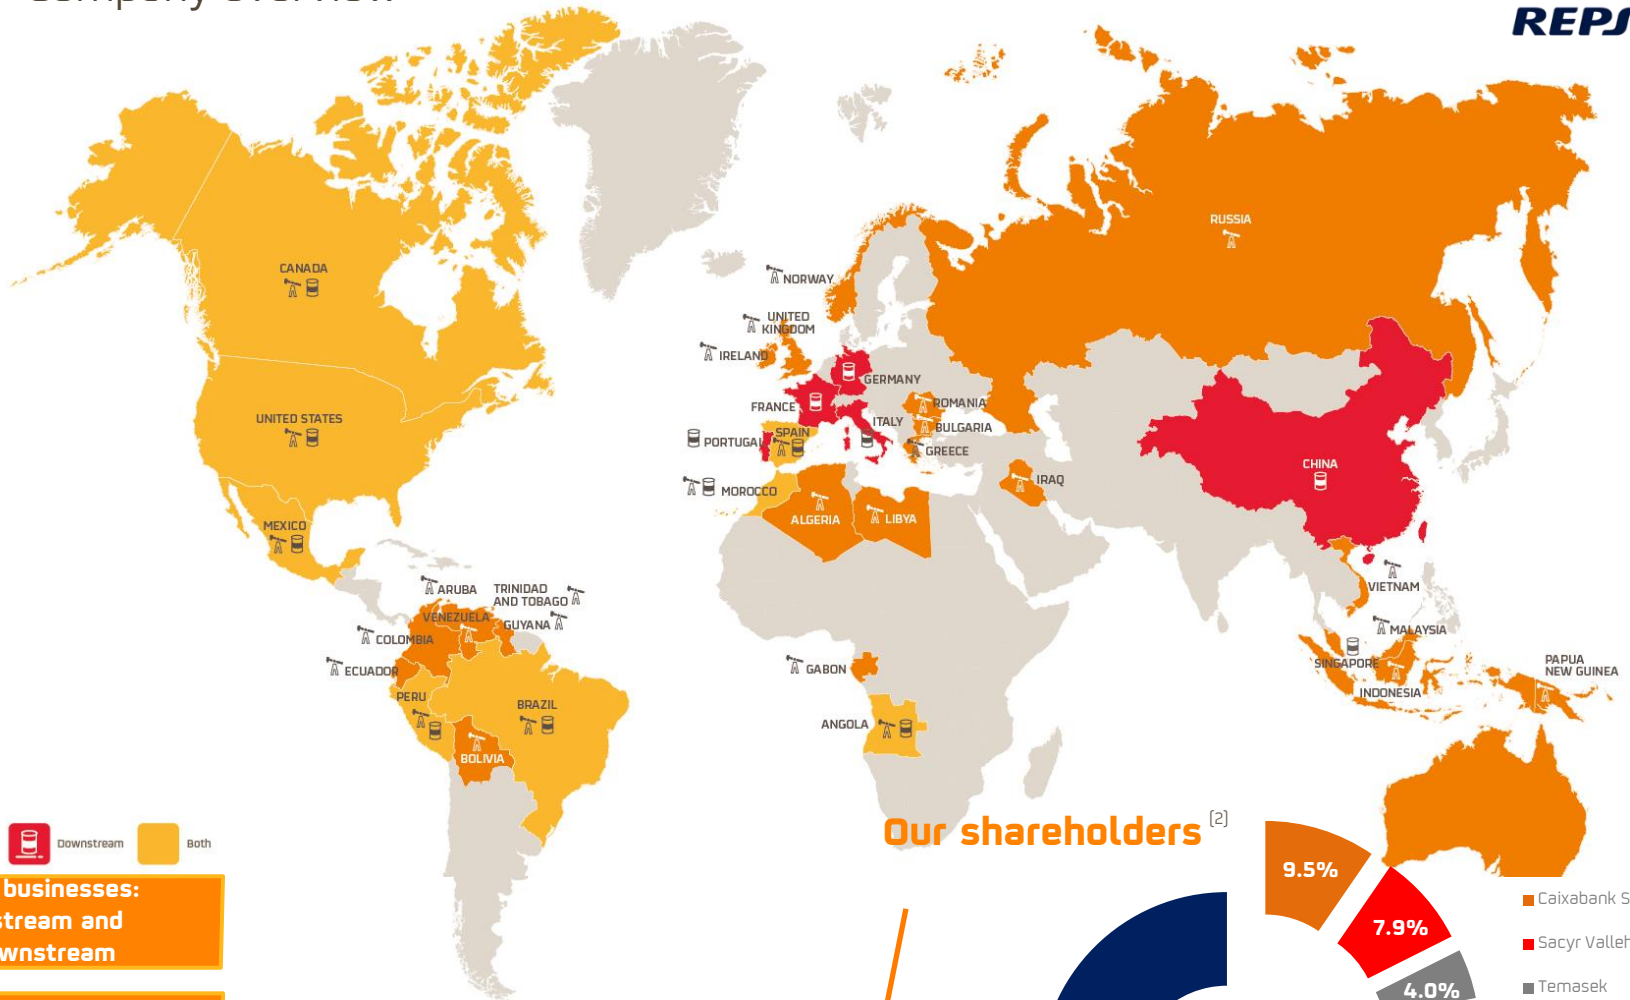 RUSSIA
CANADA
NORWAY
UNITED
KINGDOM
IRELAND
GERMANY
FRANCE
ROMANIA
UNITED STATES
ITALY
BULGARIA
SPAIN
PORTUGAL
GREECE
CHINA
IRAQ
MOROCCO
ALGERIA
LIBYA
MEXICO
VIETNAM
ARUBA
TRINIDAD
AND TOBAGO
VENEZUELA
GUYANA
COLOMBIA
MALAYSIA
ECUADOR
GABON
SINGAPORE
PAPUA
NEW GUINEA
INDONESIA
PERU
BRAZIL
ANGOLA
BOLIVIA
Downstream
Both
Our shareholders (2)
businesses:
stream and
wnstream
9.5%
7.9%
4.0%
Caixabank S
Sacyr Valleh
Temasek